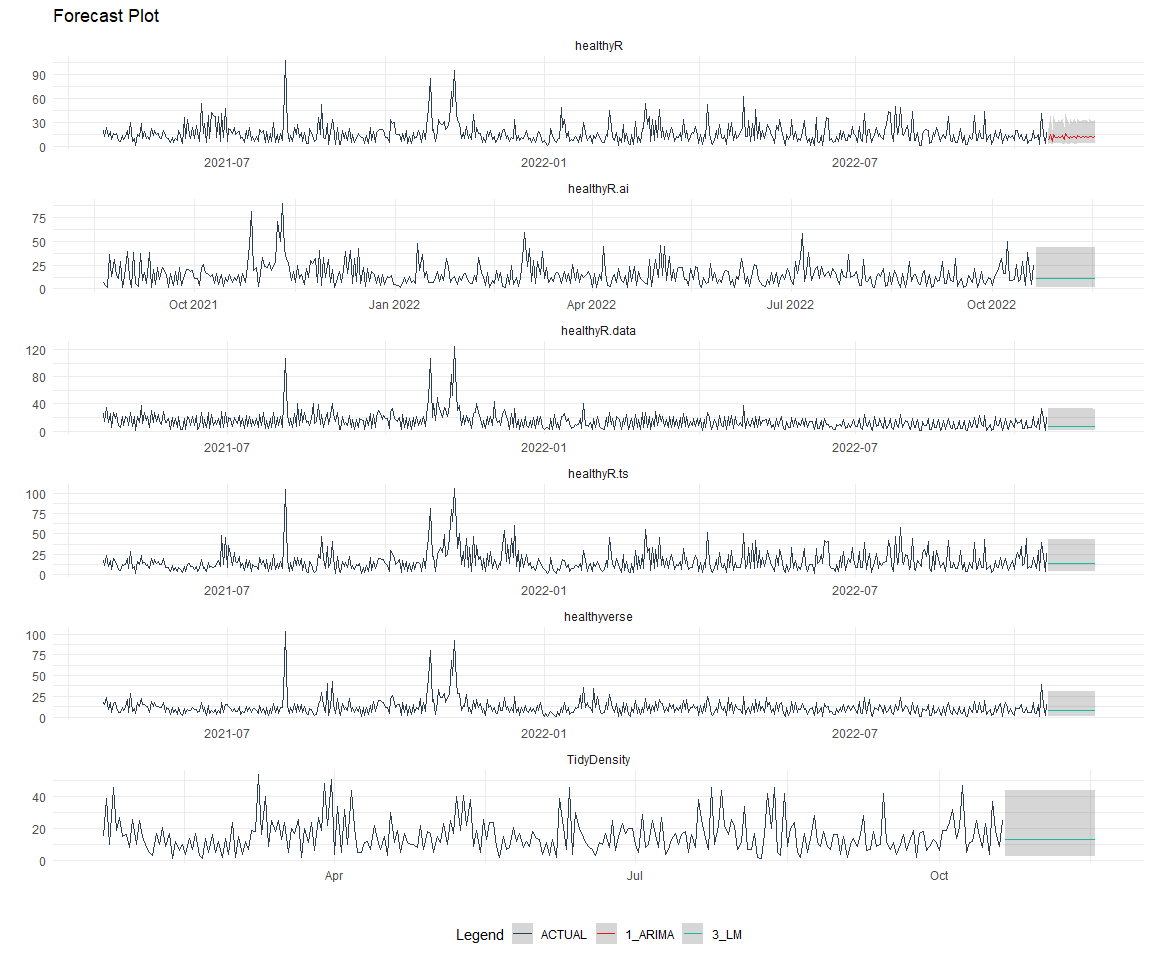 Forecast Plot
healthyR
90
60
30
0
2021-07 2022-01 2022-07
healthyR.ai
75
50
25
0
Oct 2021 Jan 2022 Apr 2022 Jul 2022 Oct 2022
healthyR.data
120
80
40
0
2021-07 2022-01 2022-07
healthyR.ts
100
75
50
25
0
2021-07 2022-01 2022-07
healthyverse
100
75
50
25
0
2021-07 2022-01 2022-07
TidyDensity
40
20
0
Apr Jul Oct
Legend ACTUAL 1_ARIMA 3_LM